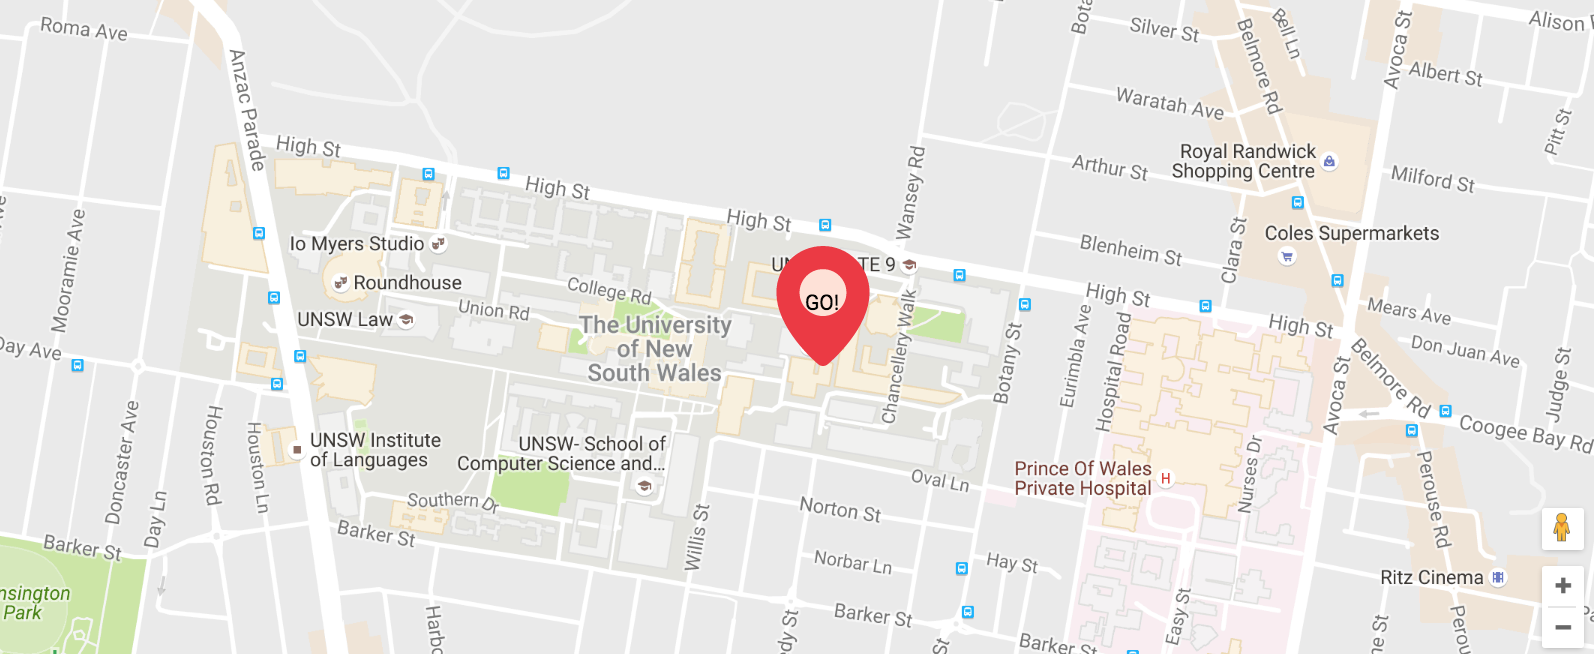 Roma Ave
Anzac Parade
High St
High St
High St
High St
High St
Silver St
Belmore Rd
Bell Ln
Avoca St
Alison
Albert St
Pitt St
Waratah Ave
Royal Randwick
Shopping Centre
Arthur St
Milford St
Wansey Rd
Mooramie Ave
Io Myers Studio
Roundhouse
UNSW Law
Union Rd
College Rd
The University
of New
South Wales
GO!
TE 9
Chancellery Walk
Blenheim St
Clara St
Coles Supermarkets
Mears Ave
Don Juan Ave
Judge St
Botany St
Eurimbla Ave
Hospital Road
Day Ave
Doncaster Ave
Day Ln
Houston Rd
Houston Ln
UNSW Institute
of Languages
UNSW- School of
Computer Science and...
Southern Dr
Barker St
Barker St
Barker St
Barker St
Willis St
Oval Ln
Norton St
Norbar Ln
Hay St
Prince Of Wales
Private Hospital
H
Nurses Dr
Avoca St
Belmore Rd
Coogee Bay Rd
Perouse Rd
Ritz Cinema
Easy St
nsington
Park
Harbo
dy St
St
ne St
Perou
Bota
+
−